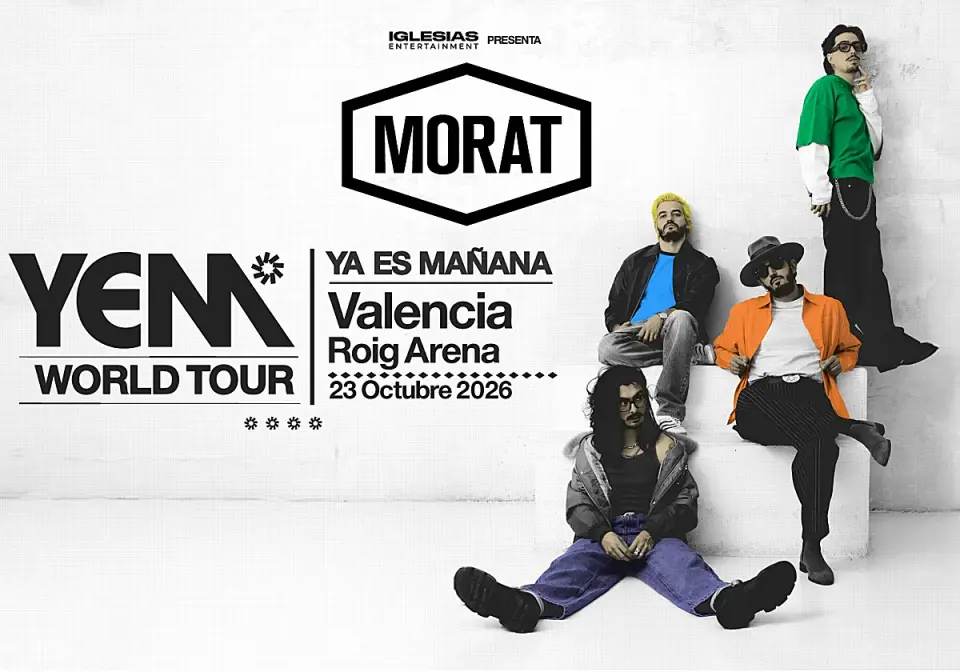 IGLESIAS
ENTERTAINMENT
PRESENTA
MORAT
YEM
WORLD TOUR
YA ES MAÑANA
Valencia
Roig Arena
23 Octubre 2026